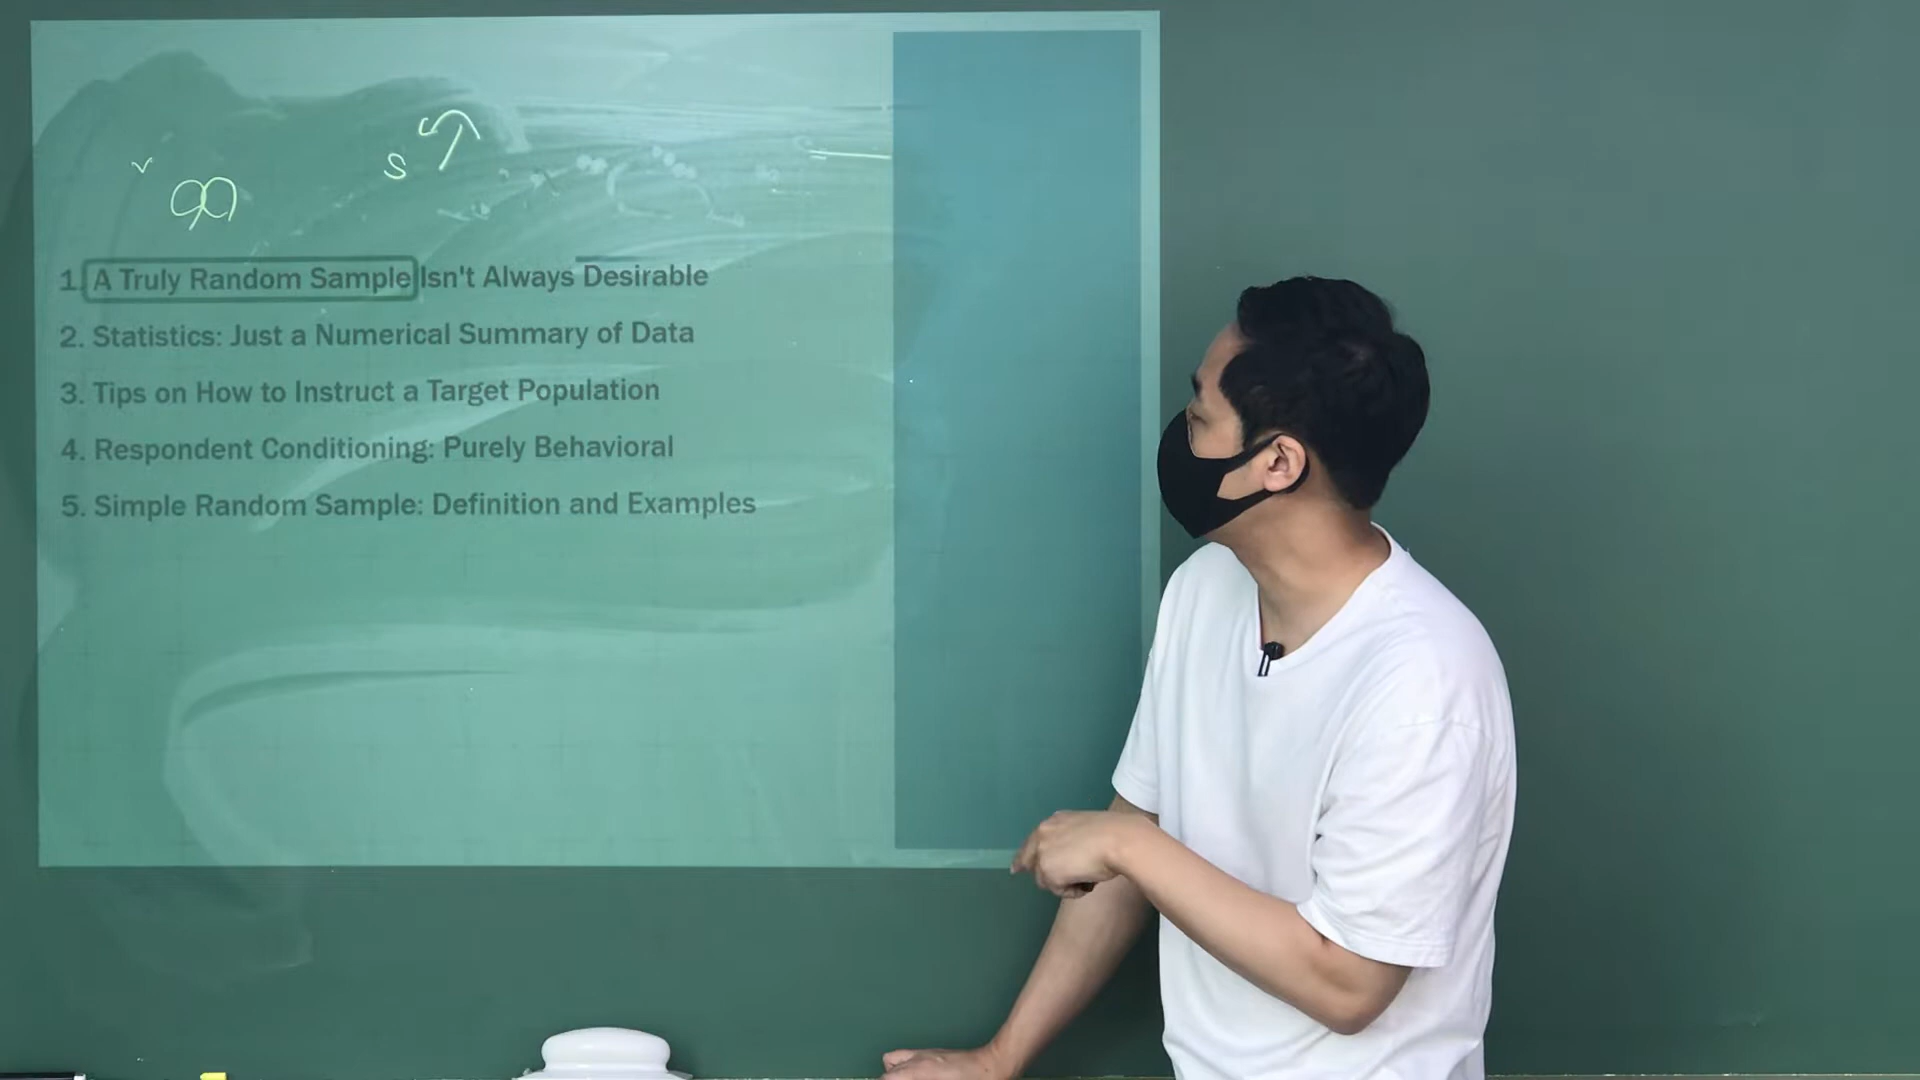 s
1. A Truly Random Sample Isn't Always Desirable
2. Statistics: Just a Numerical Summary of Data
3. Tips on How to Instruct a Target Population
4. Respondent Conditioning: Purely Behavioral
5. Simple Random Sample: Definition and Examples